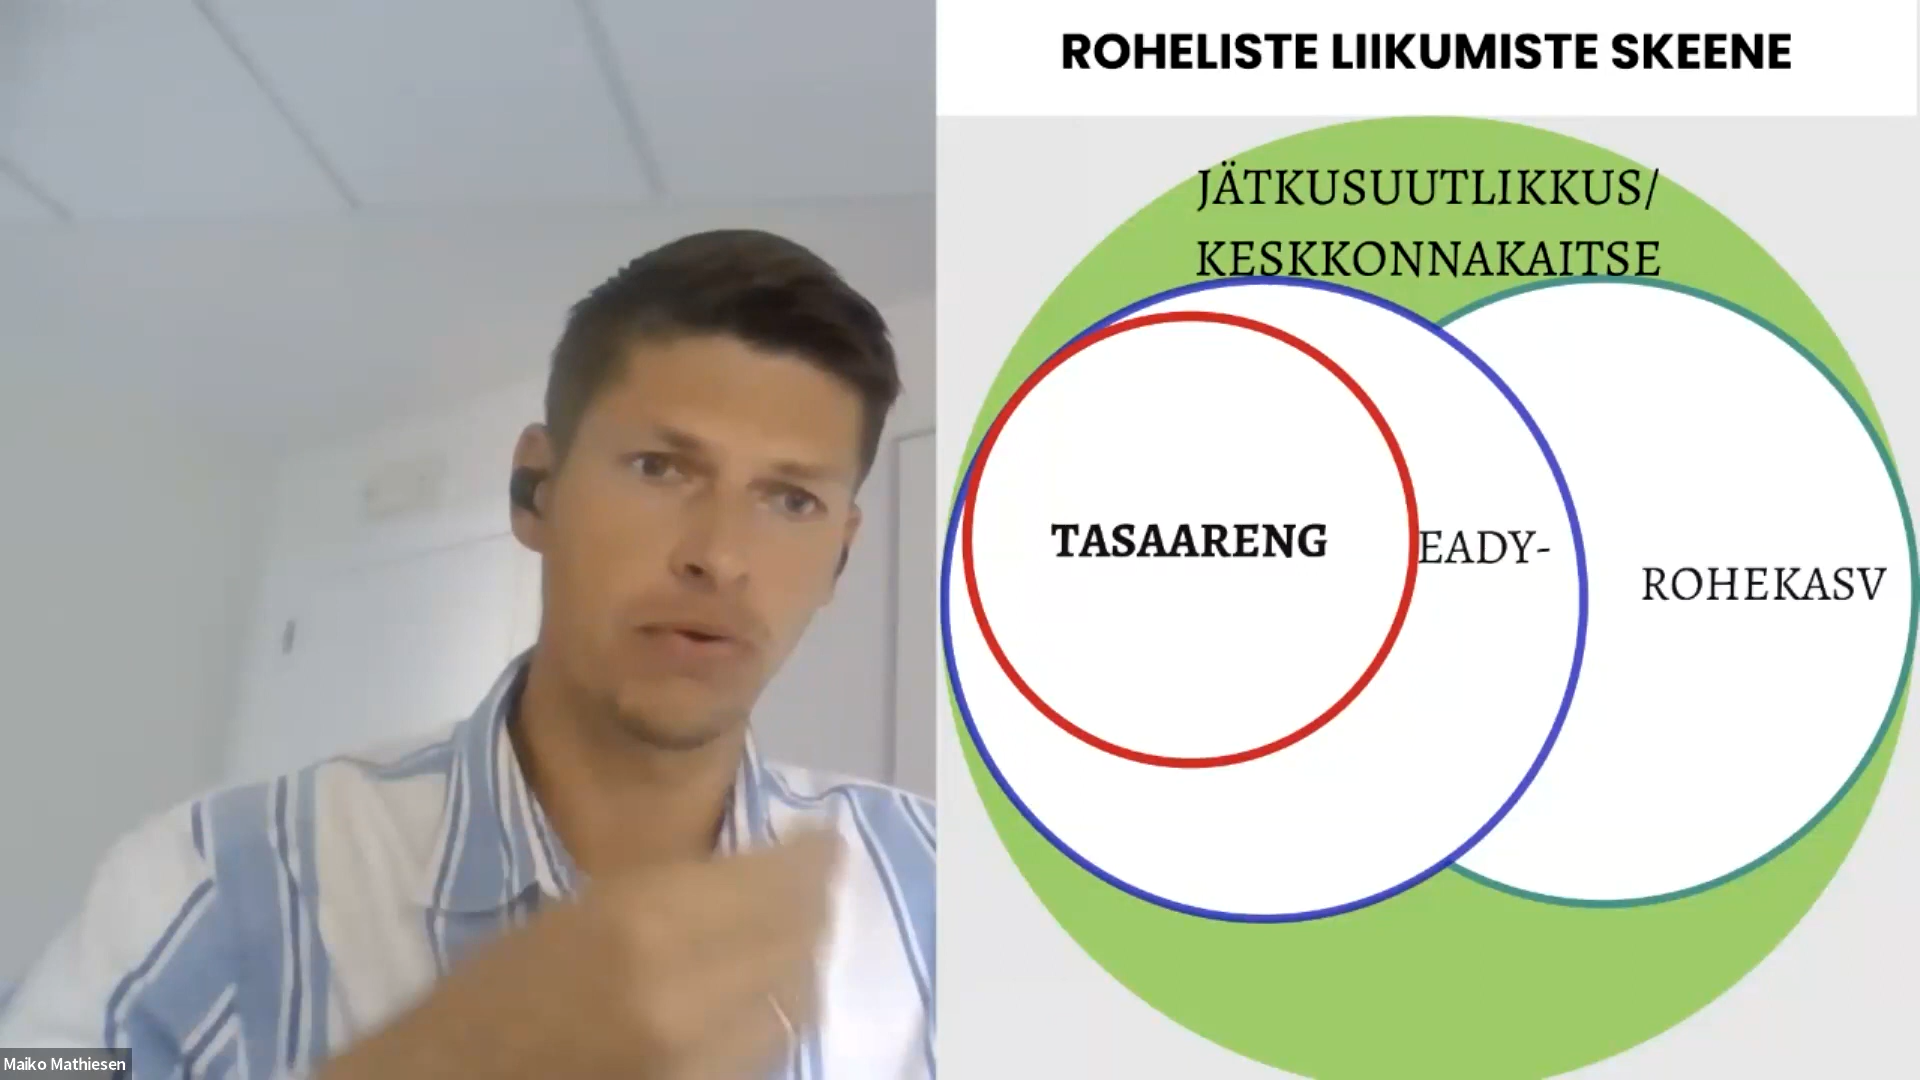 ROHELISTE LIIKUMISTE SKEENE
JÄTKUSUUTLIKKUS/
KESKKONNAKAITSE
TASAARENG
EADY-
ROHEKASV
Maiko Mathiesen